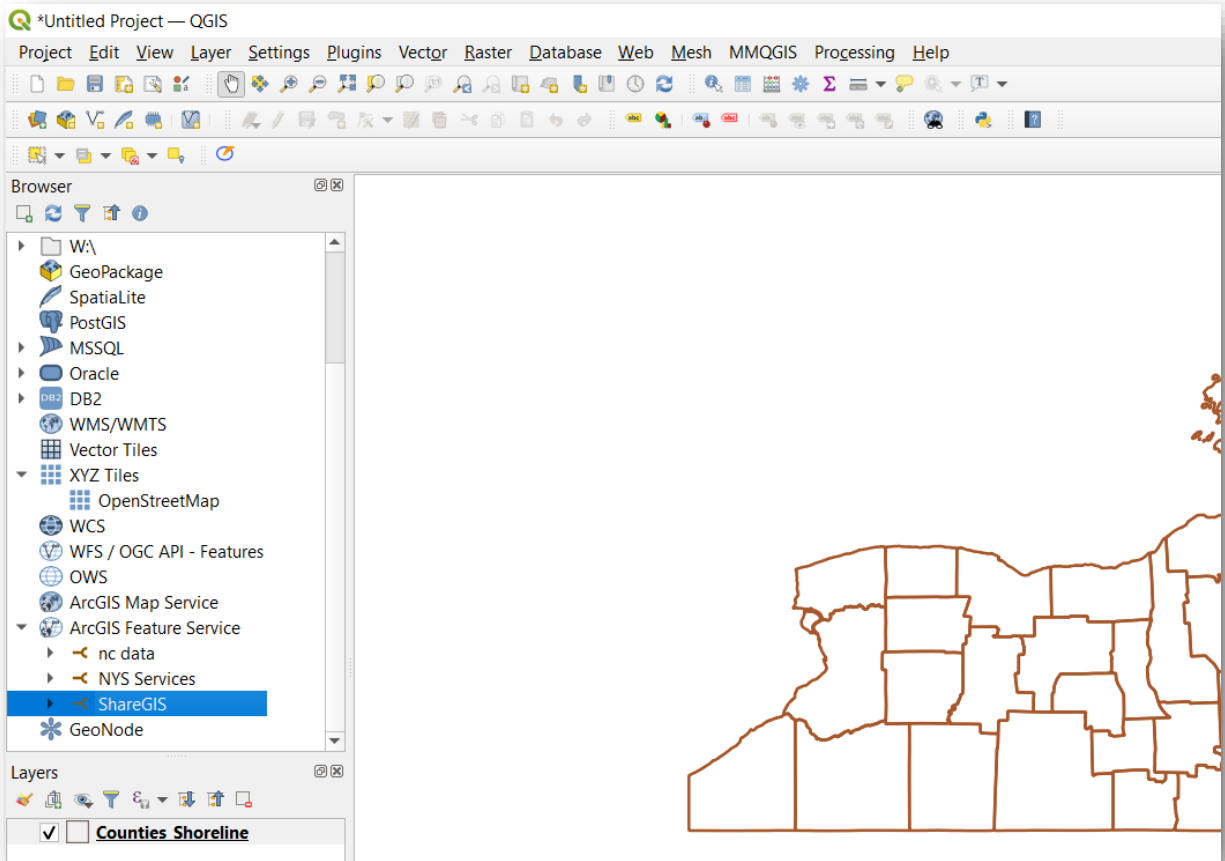 *Untitled Project — QGIS
Project Edit View Layer Settings Plugins Vector Raster Database Web Mesh MMQGIS Processing Help
Browser
W:\
GeoPackage
SpatiaLite
PostGIS
MSSQL
Oracle
DB2
DB2
WMS/WMTS
Vector Tiles
XYZ Tiles
OpenStreetMap
WCS
WFS / OGC API - Features
OWS
ArcGIS Map Service
ArcGIS Feature Service
nc data
NYS Services
ShareGIS
GeoNode
Layers
Counties Shoreline